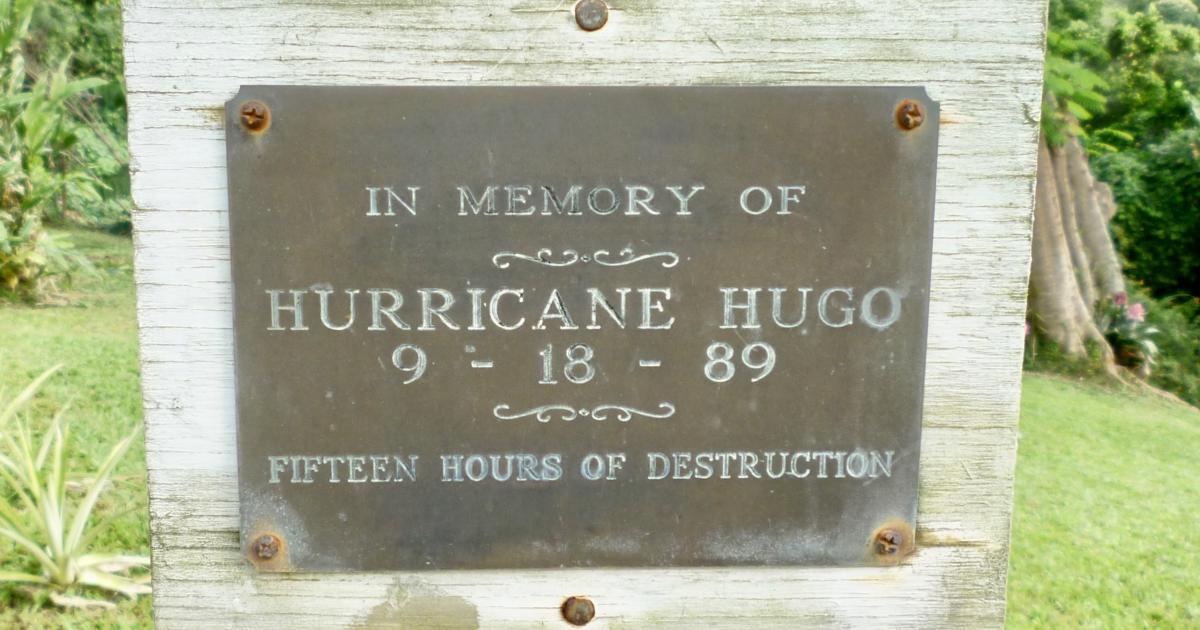 IN MEMORY OF
HURRICANE HUGO
9 - 18 - 89
FIFTEEN HOURS OF DESTRUCTION